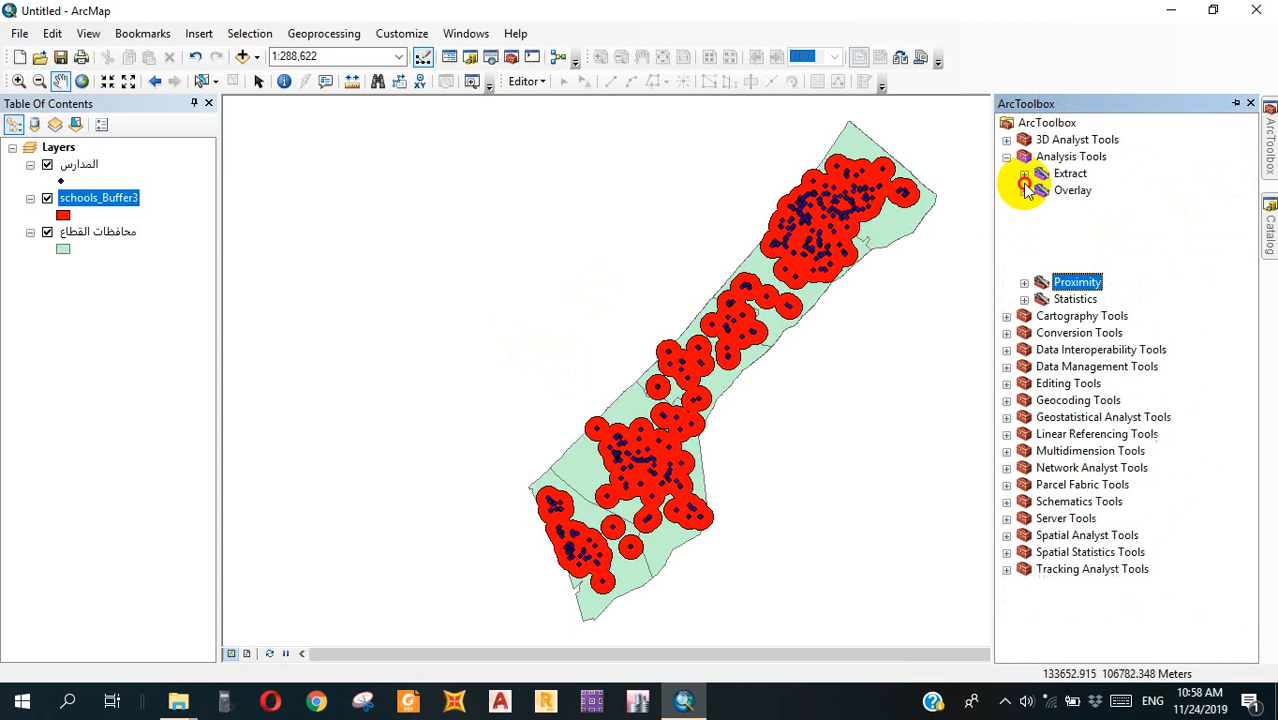 Untitled - ArcMap
File Edit View Bookmarks Insert Selection Geoprocessing Customize Windows Help
1:288,622
Editor
Table Of Contents
Layers
المدارس
schools_Buffer3
محافظات القطاع
ArcToolbox
ArcToolbox
3D Analyst Tools
Analysis Tools
Extract
Overlay
Proximity
Statistics
Cartography Tools
Conversion Tools
Data Interoperability Tools
Data Management Tools
Editing Tools
Geocoding Tools
Geostatistical Analyst Tools
Linear Referencing Tools
Multidimension Tools
Network Analyst Tools
Parcel Fabric Tools
Schematics Tools
Server Tools
Spatial Analyst Tools
Spatial Statistics Tools
Tracking Analyst Tools
ArcToolbox
Catalog
133652.915 106782.348 Meters
ENG
10:58 AM
11/24/2019